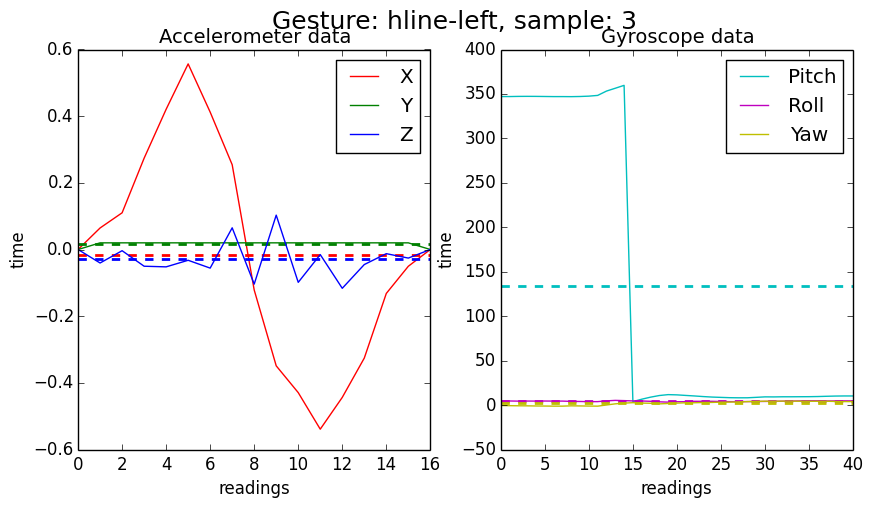 Gesture: hline-left, sample: 3
Accelerometer data
Gyroscope data
0.6
0.4
0.2
0.0
−0.2
−0.4
−0.6
time
0 2 4 6 8 10 12 14 16
readings
X
Y
Z
400
350
300
250
200
150
100
50
0
−50
time
0 5 10 15 20 25 30 35 40
readings
Pitch
Roll
Yaw